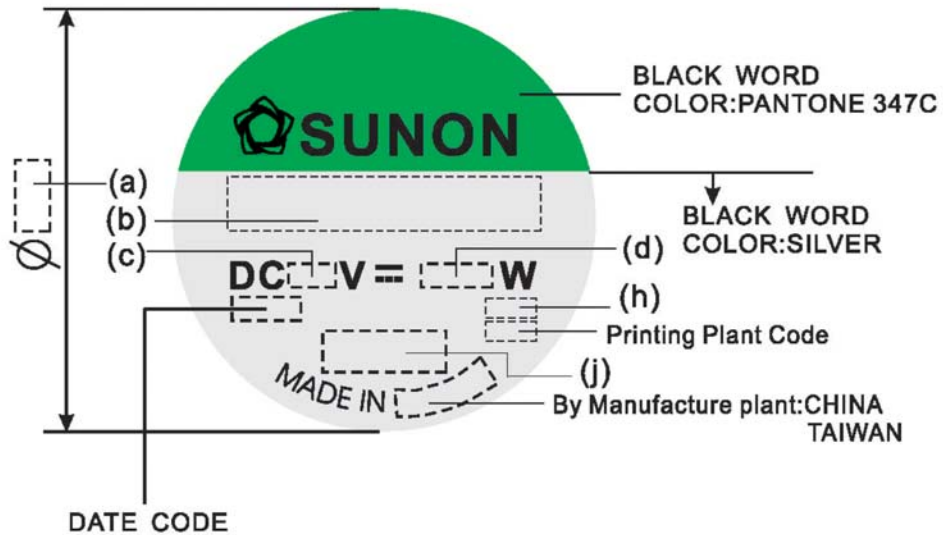 BLACK WORD
COLOR:PANTONE 347C
SUNON
(a)
(b)
BLACK WORD
COLOR:SILVER
(c)
(d)
Ø
DC V W
(h)
Printing Plant Code
(j)
MADE IN
By Manufacture plant:CHINA
TAIWAN
DATE CODE